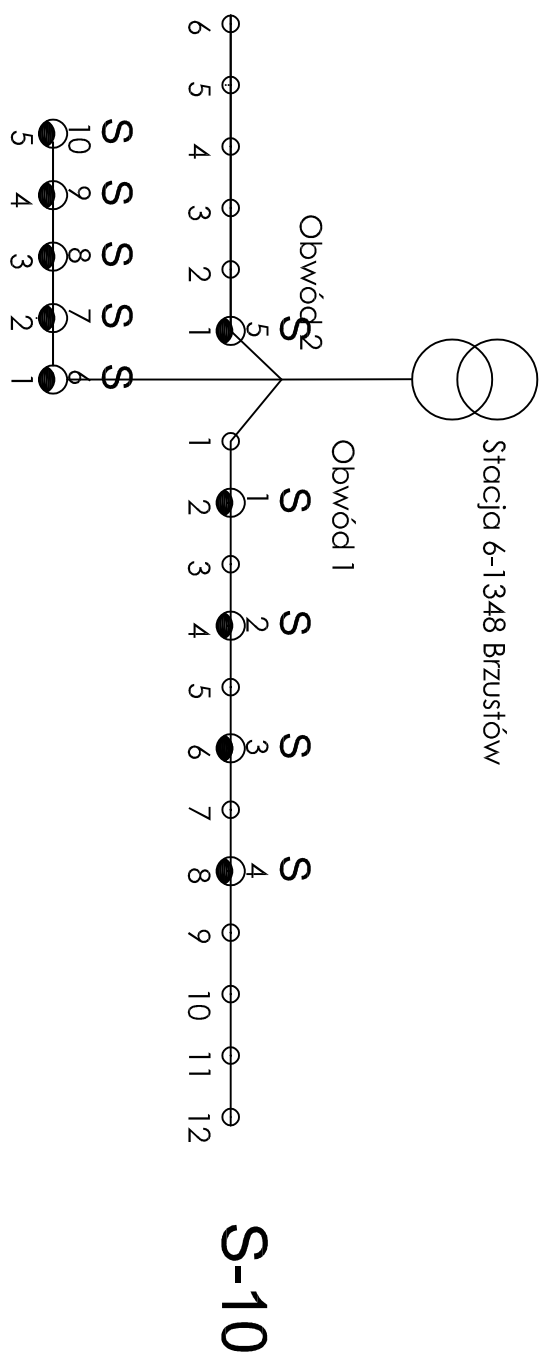 Stacja 6-1348 Brzustów
Obwód 1
Obwód 2
S S S S S
5 1 2 3 4
6 5 4 3 2 1 1 2 3 4 5 6 7 8 9 10 11 12
S-10
S S S S S
10 9 8 7 6
5 4 3 2 1